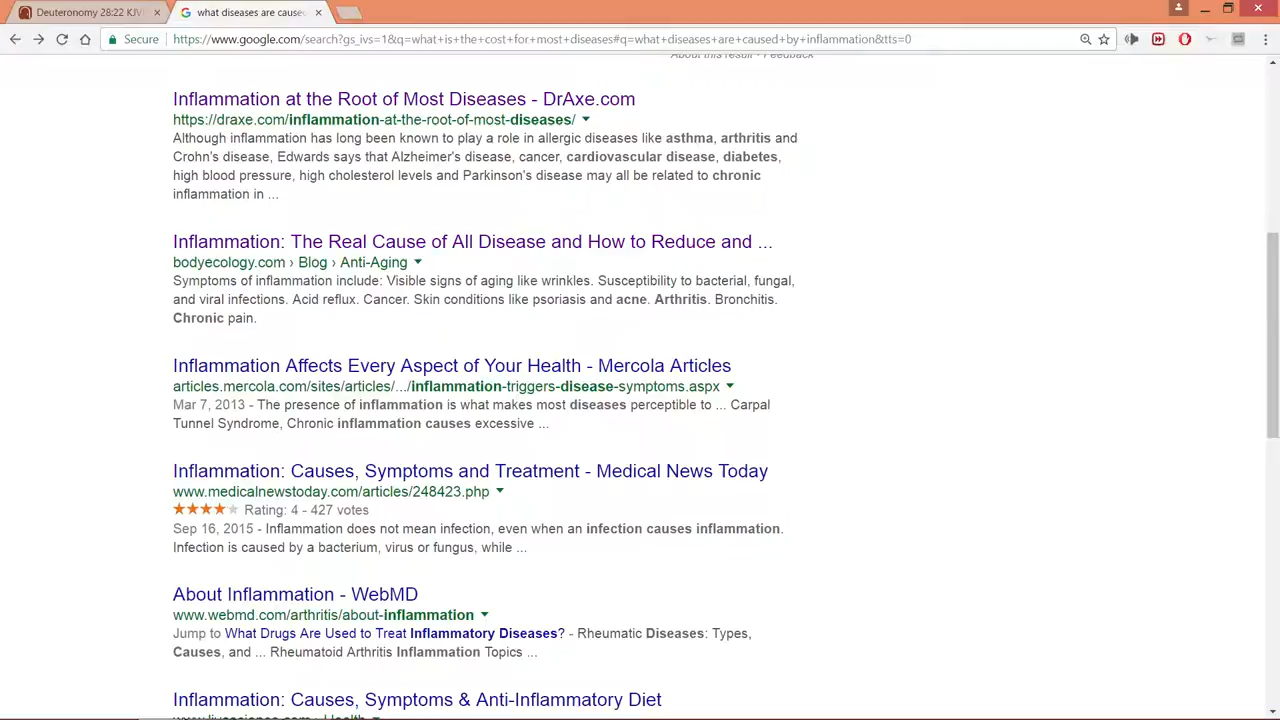 Deuteronomy 28:22 KJV
what diseases are cause
Secure
https://www.google.com/search?gs_ivs=1&q=what+is+the+cost+for+most+diseases#q=what+diseases+are+caused+by+inflammation&tts=0
About this result • Feedback
Inflammation at the Root of Most Diseases - DrAxe.com
https://draxe.com/inflammation-at-the-root-of-most-diseases/
Although inflammation has long been known to play a role in allergic diseases like asthma, arthritis and
Crohn's disease, Edwards says that Alzheimer's disease, cancer, cardiovascular disease, diabetes,
high blood pressure, high cholesterol levels and Parkinson's disease may all be related to chronic
inflammation in ...
Inflammation: The Real Cause of All Disease and How to Reduce and ...
bodyecology.com › Blog › Anti-Aging
Symptoms of inflammation include: Visible signs of aging like wrinkles. Susceptibility to bacterial, fungal,
and viral infections. Acid reflux. Cancer. Skin conditions like psoriasis and acne. Arthritis. Bronchitis.
Chronic pain.
Inflammation Affects Every Aspect of Your Health - Mercola Articles
articles.mercola.com/sites/articles/.../inflammation-triggers-disease-symptoms.aspx
Mar 7, 2013 - The presence of inflammation is what makes most diseases perceptible to ... Carpal
Tunnel Syndrome, Chronic inflammation causes excessive ...
Inflammation: Causes, Symptoms and Treatment - Medical News Today
www.medicalnewstoday.com/articles/248423.php
Rating: 4 - 427 votes
Sep 16, 2015 - Inflammation does not mean infection, even when an infection causes inflammation.
Infection is caused by a bacterium, virus or fungus, while ...
About Inflammation - WebMD
www.webmd.com/arthritis/about-inflammation
Jump to What Drugs Are Used to Treat Inflammatory Diseases? - Rheumatic Diseases: Types,
Causes, and ... Rheumatoid Arthritis Inflammation Topics ...
Inflammation: Causes, Symptoms & Anti-Inflammatory Diet
www.livescience.com › Health